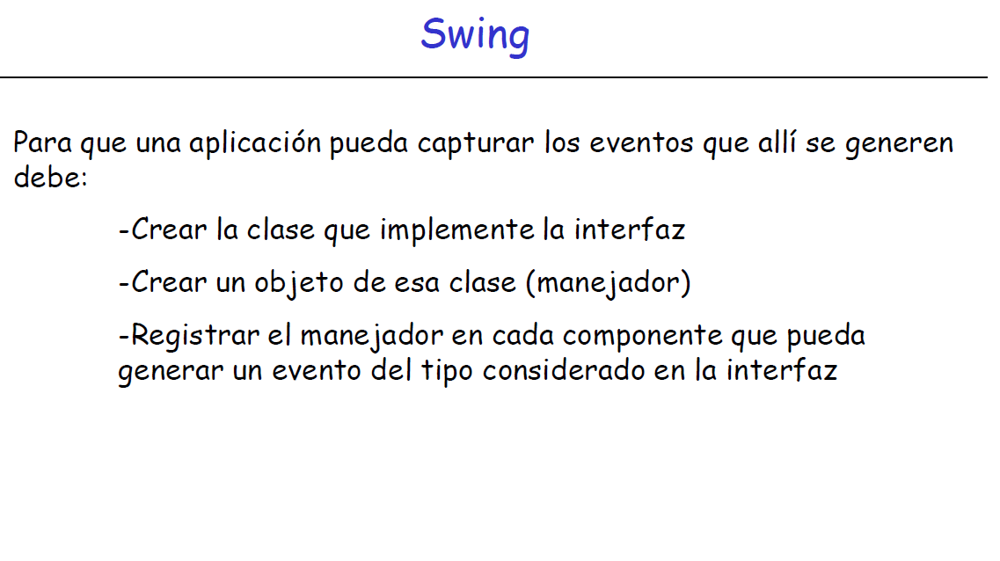 Swing
Para que una aplicación pueda capturar los eventos que allí se generen
debe:
-Crear la clase que implemente la interfaz
-Crear un objeto de esa clase (manejador)
-Registrar el manejador en cada componente que pueda
generar un evento del tipo considerado en la interfaz